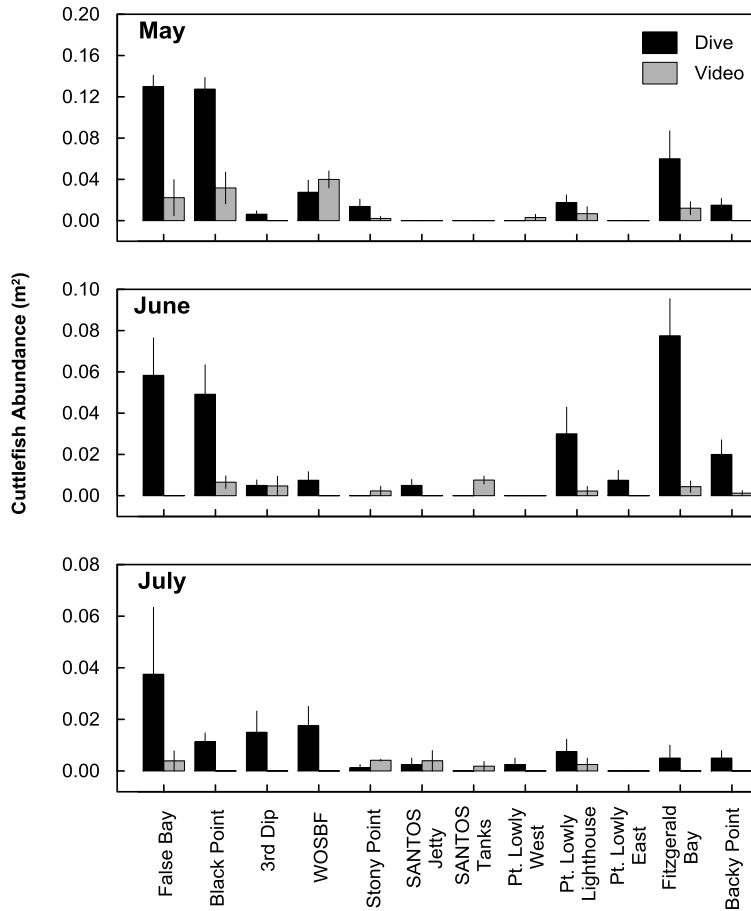 May
Dive
Video
0.20
0.16
0.12
0.08
0.04
0.00
Cuttlefish Abundance (m²)
June
0.10
0.08
0.06
0.04
0.02
0.00
July
0.08
0.06
0.04
0.02
0.00
False Bay
Black Point
3rd Dip
WOSBF
Stony Point
SANTOS
Jetty
SANTOS
Tanks
Pt. Lowly
West
Pt. Lowly
Lighthouse
Pt. Lowly
East
Fitzgerald
Bay
Backy Point